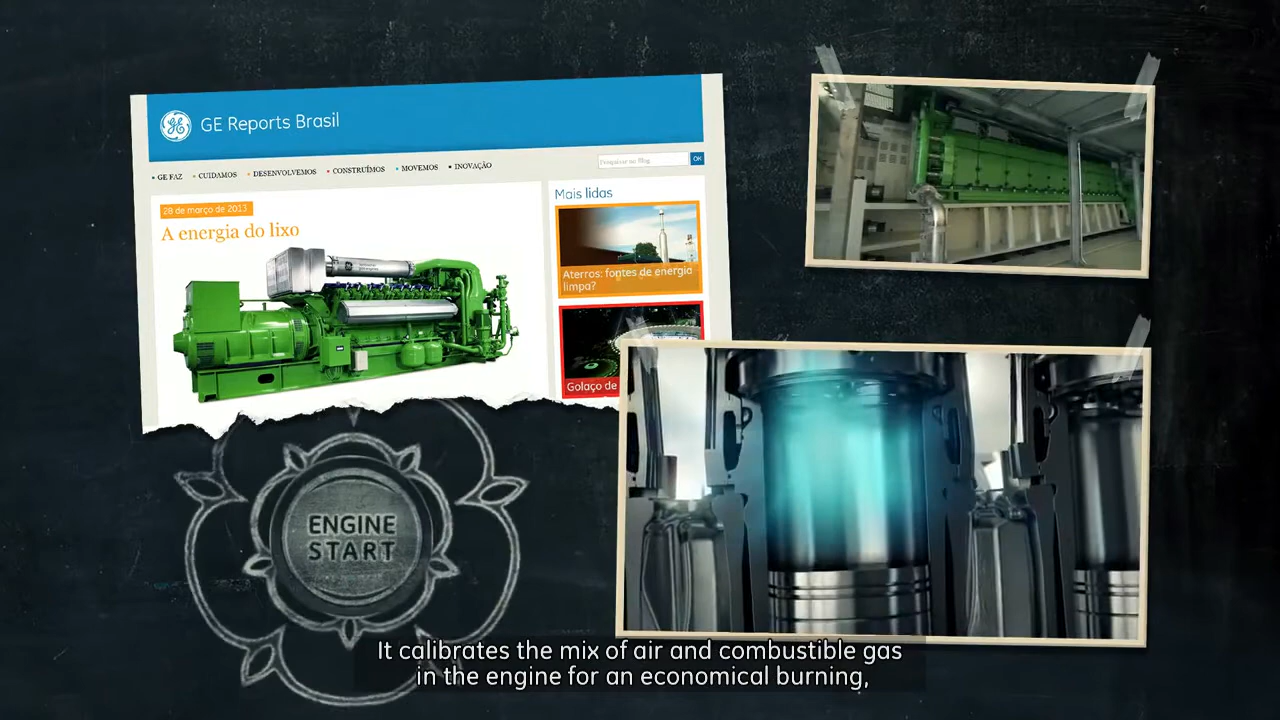 GE Reports Brasil
• GE FAZ • CUIDAMOS • DESENVOLVEMOS • CONSTRUÍMOS • MOVEMOS • INOVAÇÃO
Pesquisar no Blog
OK
28 de março de 2013
A energia do lixo
Mais lidas
Aterros: fontes de energia
limpa?
Golaço de
ENGINE
START
It calibrates the mix of air and combustible gas
in the engine for an economical burning,